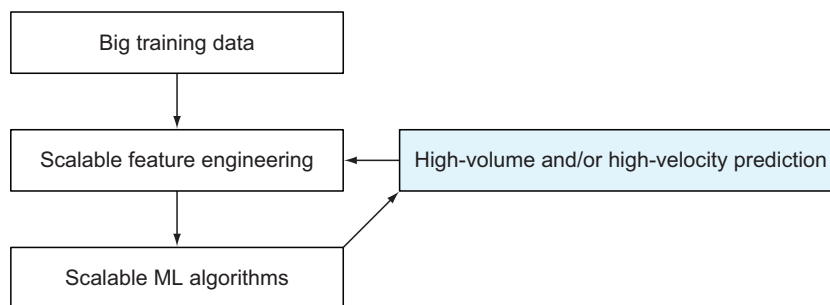 Big training data
Scalable feature engineering
High-volume and/or high-velocity prediction
Scalable ML algorithms